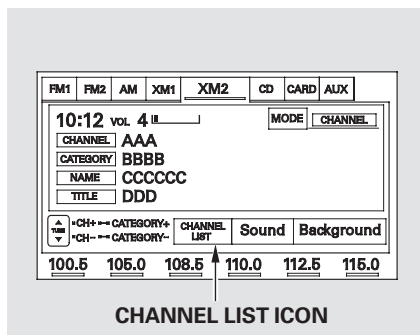 FM1 FM2 AM XM1 XM2 CD CARD AUX
10:12 VOL 4 MODE CHANNEL
CHANNEL AAA
CATEGORY BBBB
NAME CCCCCC
TITLE DDD
TUNE CH+ CATEGORY+
CH− CATEGORY−
CHANNEL LIST
Sound Background
100.5 105.0 108.5 110.0 112.5 115.0
CHANNEL LIST ICON